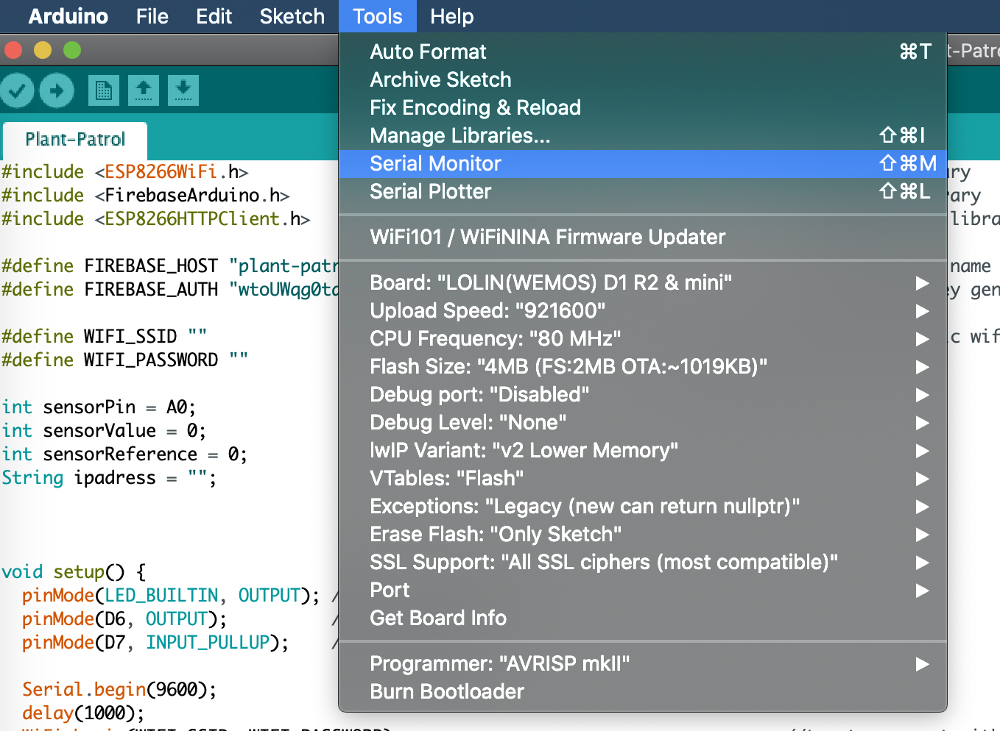 Arduino File Edit Sketch Tools Help
Auto Format ⌘T
Archive Sketch
Fix Encoding & Reload
Manage Libraries... ⇧⌘I
Serial Monitor ⇧⌘M
Serial Plotter ⇧⌘L
WiFi101 / WiFiNINA Firmware Updater
Board: "LOLIN(WEMOS) D1 R2 & mini"
Upload Speed: "921600"
CPU Frequency: "80 MHz"
Flash Size: "4MB (FS:2MB OTA:~1019KB)"
Debug port: "Disabled"
Debug Level: "None"
lwIP Variant: "v2 Lower Memory"
VTables: "Flash"
Exceptions: "Legacy (new can return nullptr)"
Erase Flash: "Only Sketch"
SSL Support: "All SSL ciphers (most compatible)"
Port
Get Board Info
Programmer: "AVRISP mkII"
Burn Bootloader
t-Patro
Plant-Patrol
#include <ESP8266WiFi.h>
#include <FirebaseArduino.h>
#include <ESP8266HTTPClient.h>
#define FIREBASE_HOST "plant-patr
#define FIREBASE_AUTH "wtoUWqg0t
#define WIFI_SSID ""
#define WIFI_PASSWORD ""
int sensorPin = A0;
int sensorValue = 0;
int sensorReference = 0;
String ipadress = "";
void setup() {
pinMode(LED_BUILTIN, OUTPUT); /
pinMode(D6, OUTPUT); /
pinMode(D7, INPUT_PULLUP); /
Serial.begin(9600);
delay(1000);
ry
rary
libra
name
y gen
c wif